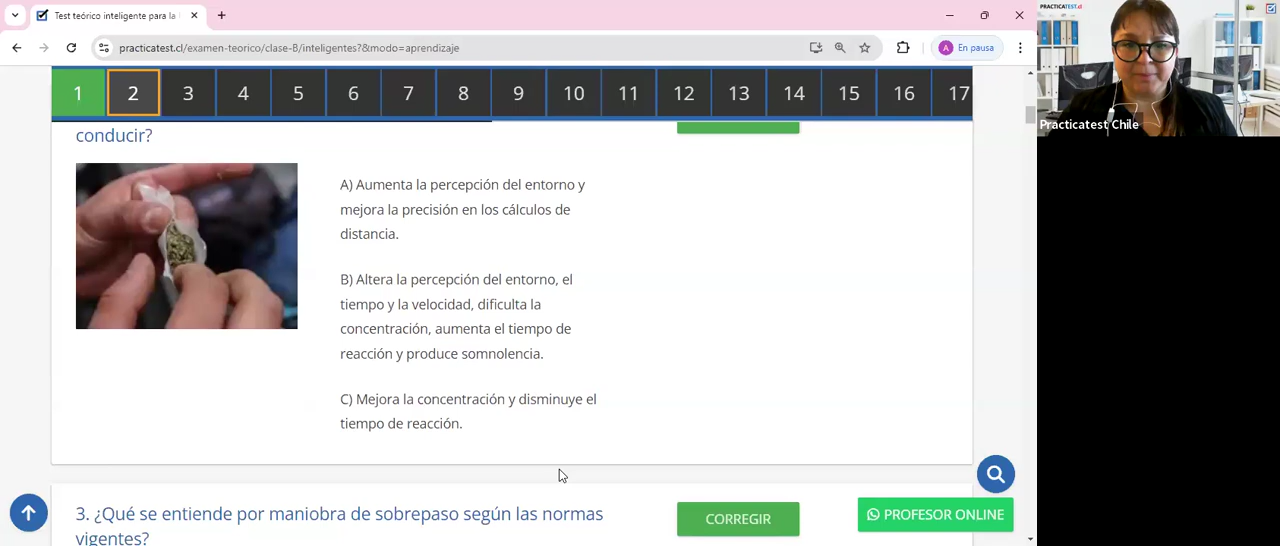 Test teórico inteligente para la
practicatest.cl/examen-teorico/clase-B/inteligentes?&modo=aprendizaje
A
En pausa
1 2 3 4 5 6 7 8 9 10 11 12 13 14 15 16 17
conducir?
A) Aumenta la percepción del entorno y
mejora la precisión en los cálculos de
distancia.
B) Altera la percepción del entorno, el
tiempo y la velocidad, dificulta la
concentración, aumenta el tiempo de
reacción y produce somnolencia.
C) Mejora la concentración y disminuye el
tiempo de reacción.
3. ¿Qué se entiende por maniobra de sobrepaso según las normas
vigentes?
CORREGIR
PROFESOR ONLINE
PRACTICATEST.cl
Practicatest Chile